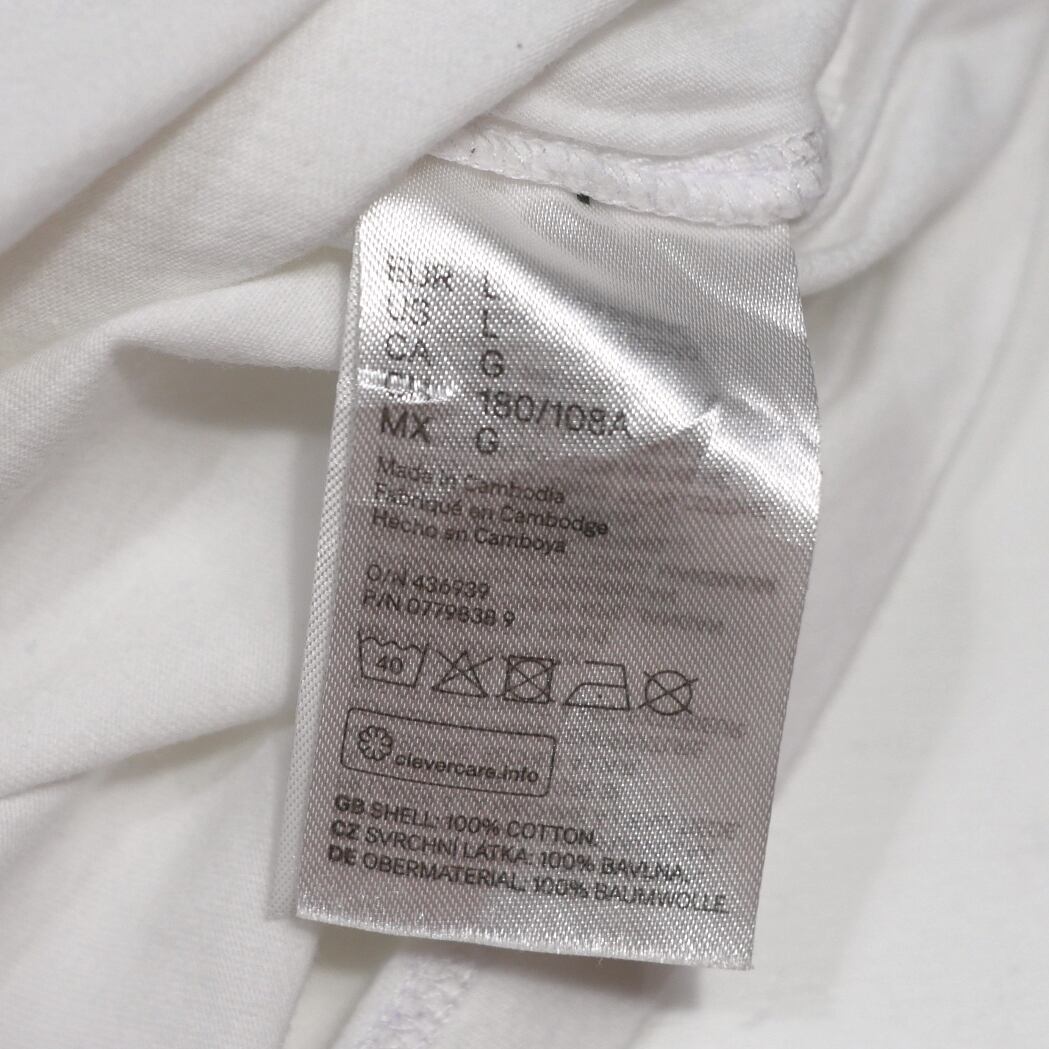 EUR L
US L
CA G
CN 180/108A
MX G
Made in Cambodia
Fabriqué en Cambodge
Hecho en Camboya
O/N 436939
P/N 0779838 9
40
clevercare.info
GB SHELL: 100% COTTON.
CZ SVRCHNÍ LÁTKA: 100% BAVLNA.
DE OBERMATERIAL: 100% BAUMWOLLE.